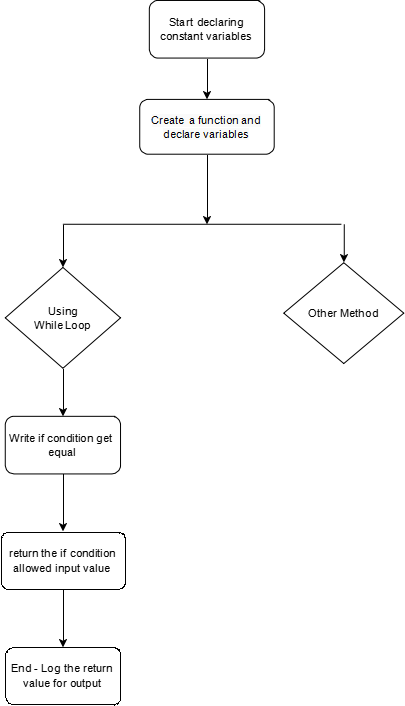 Start declaring
constant variables
Create a function and
declare variables
Using
While Loop
Other Method
Write if condition get
equal
return the if condition
allowed input value
End - Log the return
value for output